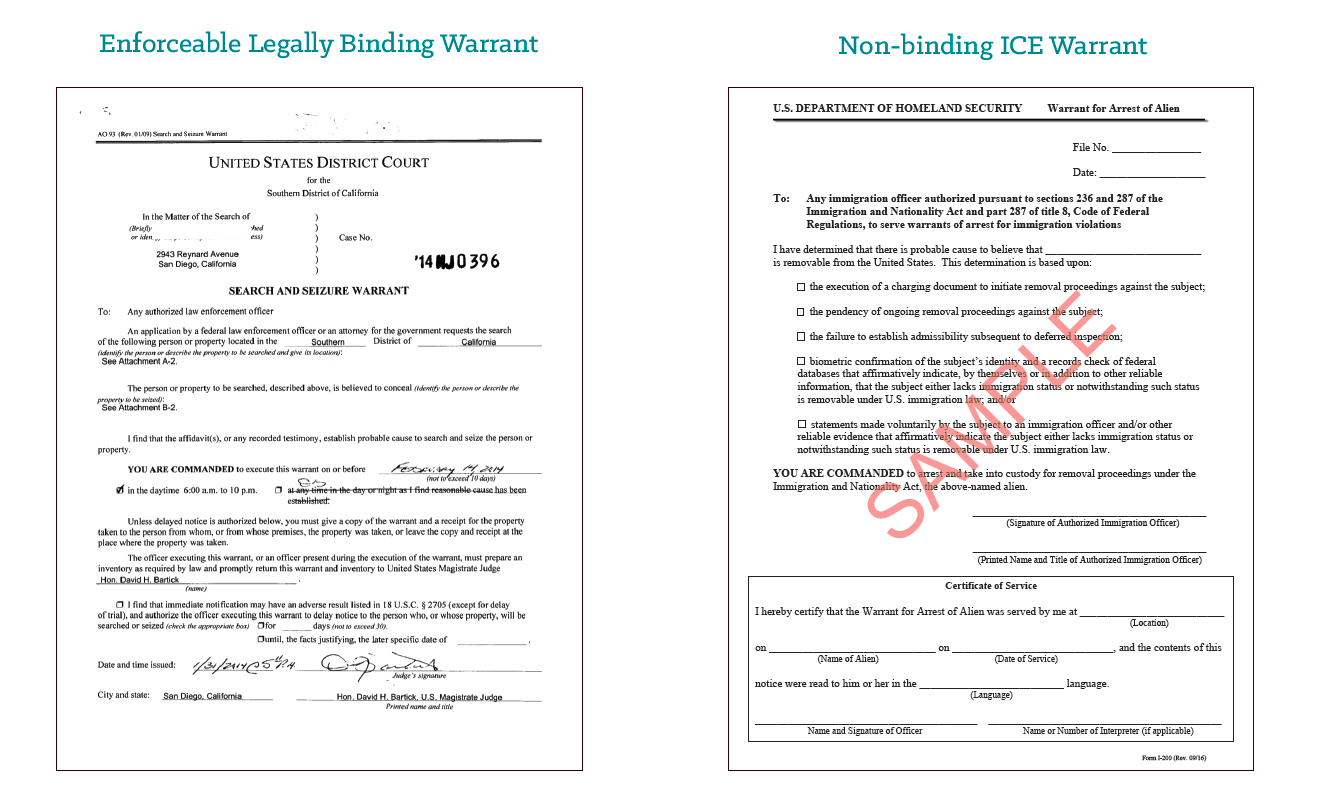 Enforceable Legally Binding Warrant
AO 93 (Rev. 01/09) Search and Seizure Warrant
UNITED STATES DISTRICT COURT
for the
Southern District of California
In the Matter of the Search of )
(Briefly )
or )
) Case No.
2943 Reynard Avenue )
San Diego, California )
'14 MJ 0396
SEARCH AND SEIZURE WARRANT
To: Any authorized law enforcement officer
An application by a federal law enforcement officer or an attorney for the government requests the search
of the following person or property located in the Southern District of California
(identify the person or describe the property to be searched and give its location):
See Attachment A-2.
The person or property to be searched, described above, is believed to conceal (identify the person or describe the
property to be seized):
See Attachment B-2.
I find that the affidavit(s), or any recorded testimony, establish probable cause to search and seize the person or
property.
YOU ARE COMMANDED to execute this warrant on or before February 14, 2014
(not to exceed 10 days)
☑ in the daytime 6:00 a.m. to 10 p.m. ☐ at any time in the day or night as I find reasonable cause has been
established.
Unless delayed notice is authorized below, you must give a copy of the warrant and a receipt for the property
taken to the person from whom, or from whose premises, the property was taken, or leave the copy and receipt at the
place where the property was taken.
The officer executing this warrant, or an officer present during the execution of the warrant, must prepare an
inventory as required by law and promptly return this warrant and inventory to United States Magistrate Judge
Hon. David H. Bartick .
(name)
☐ I find that immediate notification may have an adverse result listed in 18 U.S.C. § 2705 (except for delay
of trial), and authorize the officer executing this warrant to delay notice to the person who, or whose property, will be
searched or seized (check the appropriate box) ☐for ______ days (not to exceed 30).
☐until, the facts justifying, the later specific date of ______________ .
Date and time issued: 1/31/2014
Judge's signature
City and state: San Diego, California Hon. David H. Bartick, U.S. Magistrate Judge
Printed name and title
Non-binding ICE Warrant
U.S. DEPARTMENT OF HOMELAND SECURITY Warrant for Arrest of Alien
File No. ________________
Date: ___________________
To: Any immigration officer authorized pursuant to sections 236 and 287 of the
Immigration and Nationality Act and part 287 of title 8, Code of Federal
Regulations, to serve warrants of arrest for immigration violations
I have determined that there is probable cause to believe that ____________________________
is removable from the United States. This determination is based upon:
☐ the execution of a charging document to initiate removal proceedings against the subject;
☐ the pendency of ongoing removal proceedings against the subject;
☐ the failure to establish admissibility subsequent to deferred inspection;
☐ biometric confirmation of the subject's identity and a records check of federal
databases that affirmatively indicate, by themselves or in addition to other reliable
information, that the subject either lacks immigration status or notwithstanding such status
is removable under U.S. immigration law; and/or
☐ statements made voluntarily by the subject to an immigration officer and/or other
reliable evidence that affirmatively indicate the subject either lacks immigration status or
notwithstanding such status is removable under U.S. immigration law.
YOU ARE COMMANDED to arrest and take into custody for removal proceedings under the
Immigration and Nationality Act, the above-named alien.
SAMPLE
(Signature of Authorized Immigration Officer)
(Printed Name and Title of Authorized Immigration Officer)
Certificate of Service
I hereby certify that the Warrant for Arrest of Alien was served by me at __________________________
(Location)
on ______________________________ on _____________________________, and the contents of this
(Name of Alien) (Date of Service)
notice were read to him or her in the __________________________ language.
(Language)
Name and Signature of Officer Name or Number of Interpreter (if applicable)
Form I-200 (Rev. 09/16)